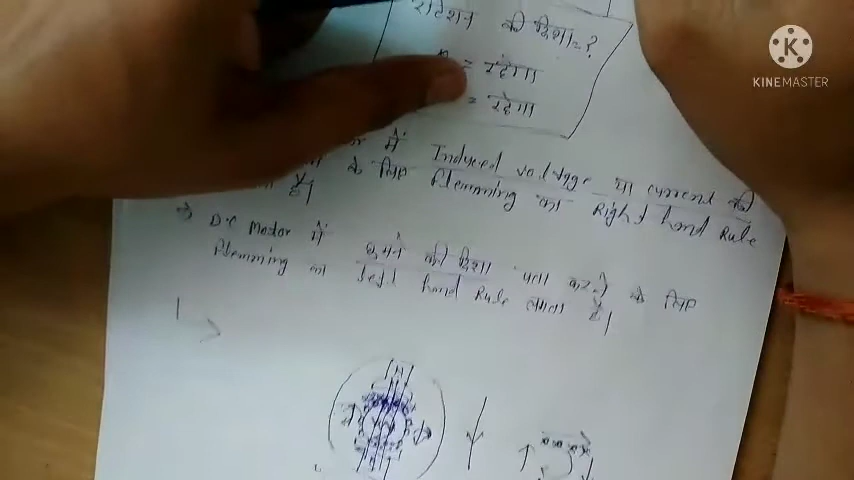 रोटेशन की दिशा = ?
= रहेगा
= रहेगा
में Induced voltage या current की
के लिए Flemming का Right hand Rule
है।
D.C Motor में घुमने की दिशा पता करने के लिए
Flemming का left hand Rule लगता है।
N
K
KINEMASTER